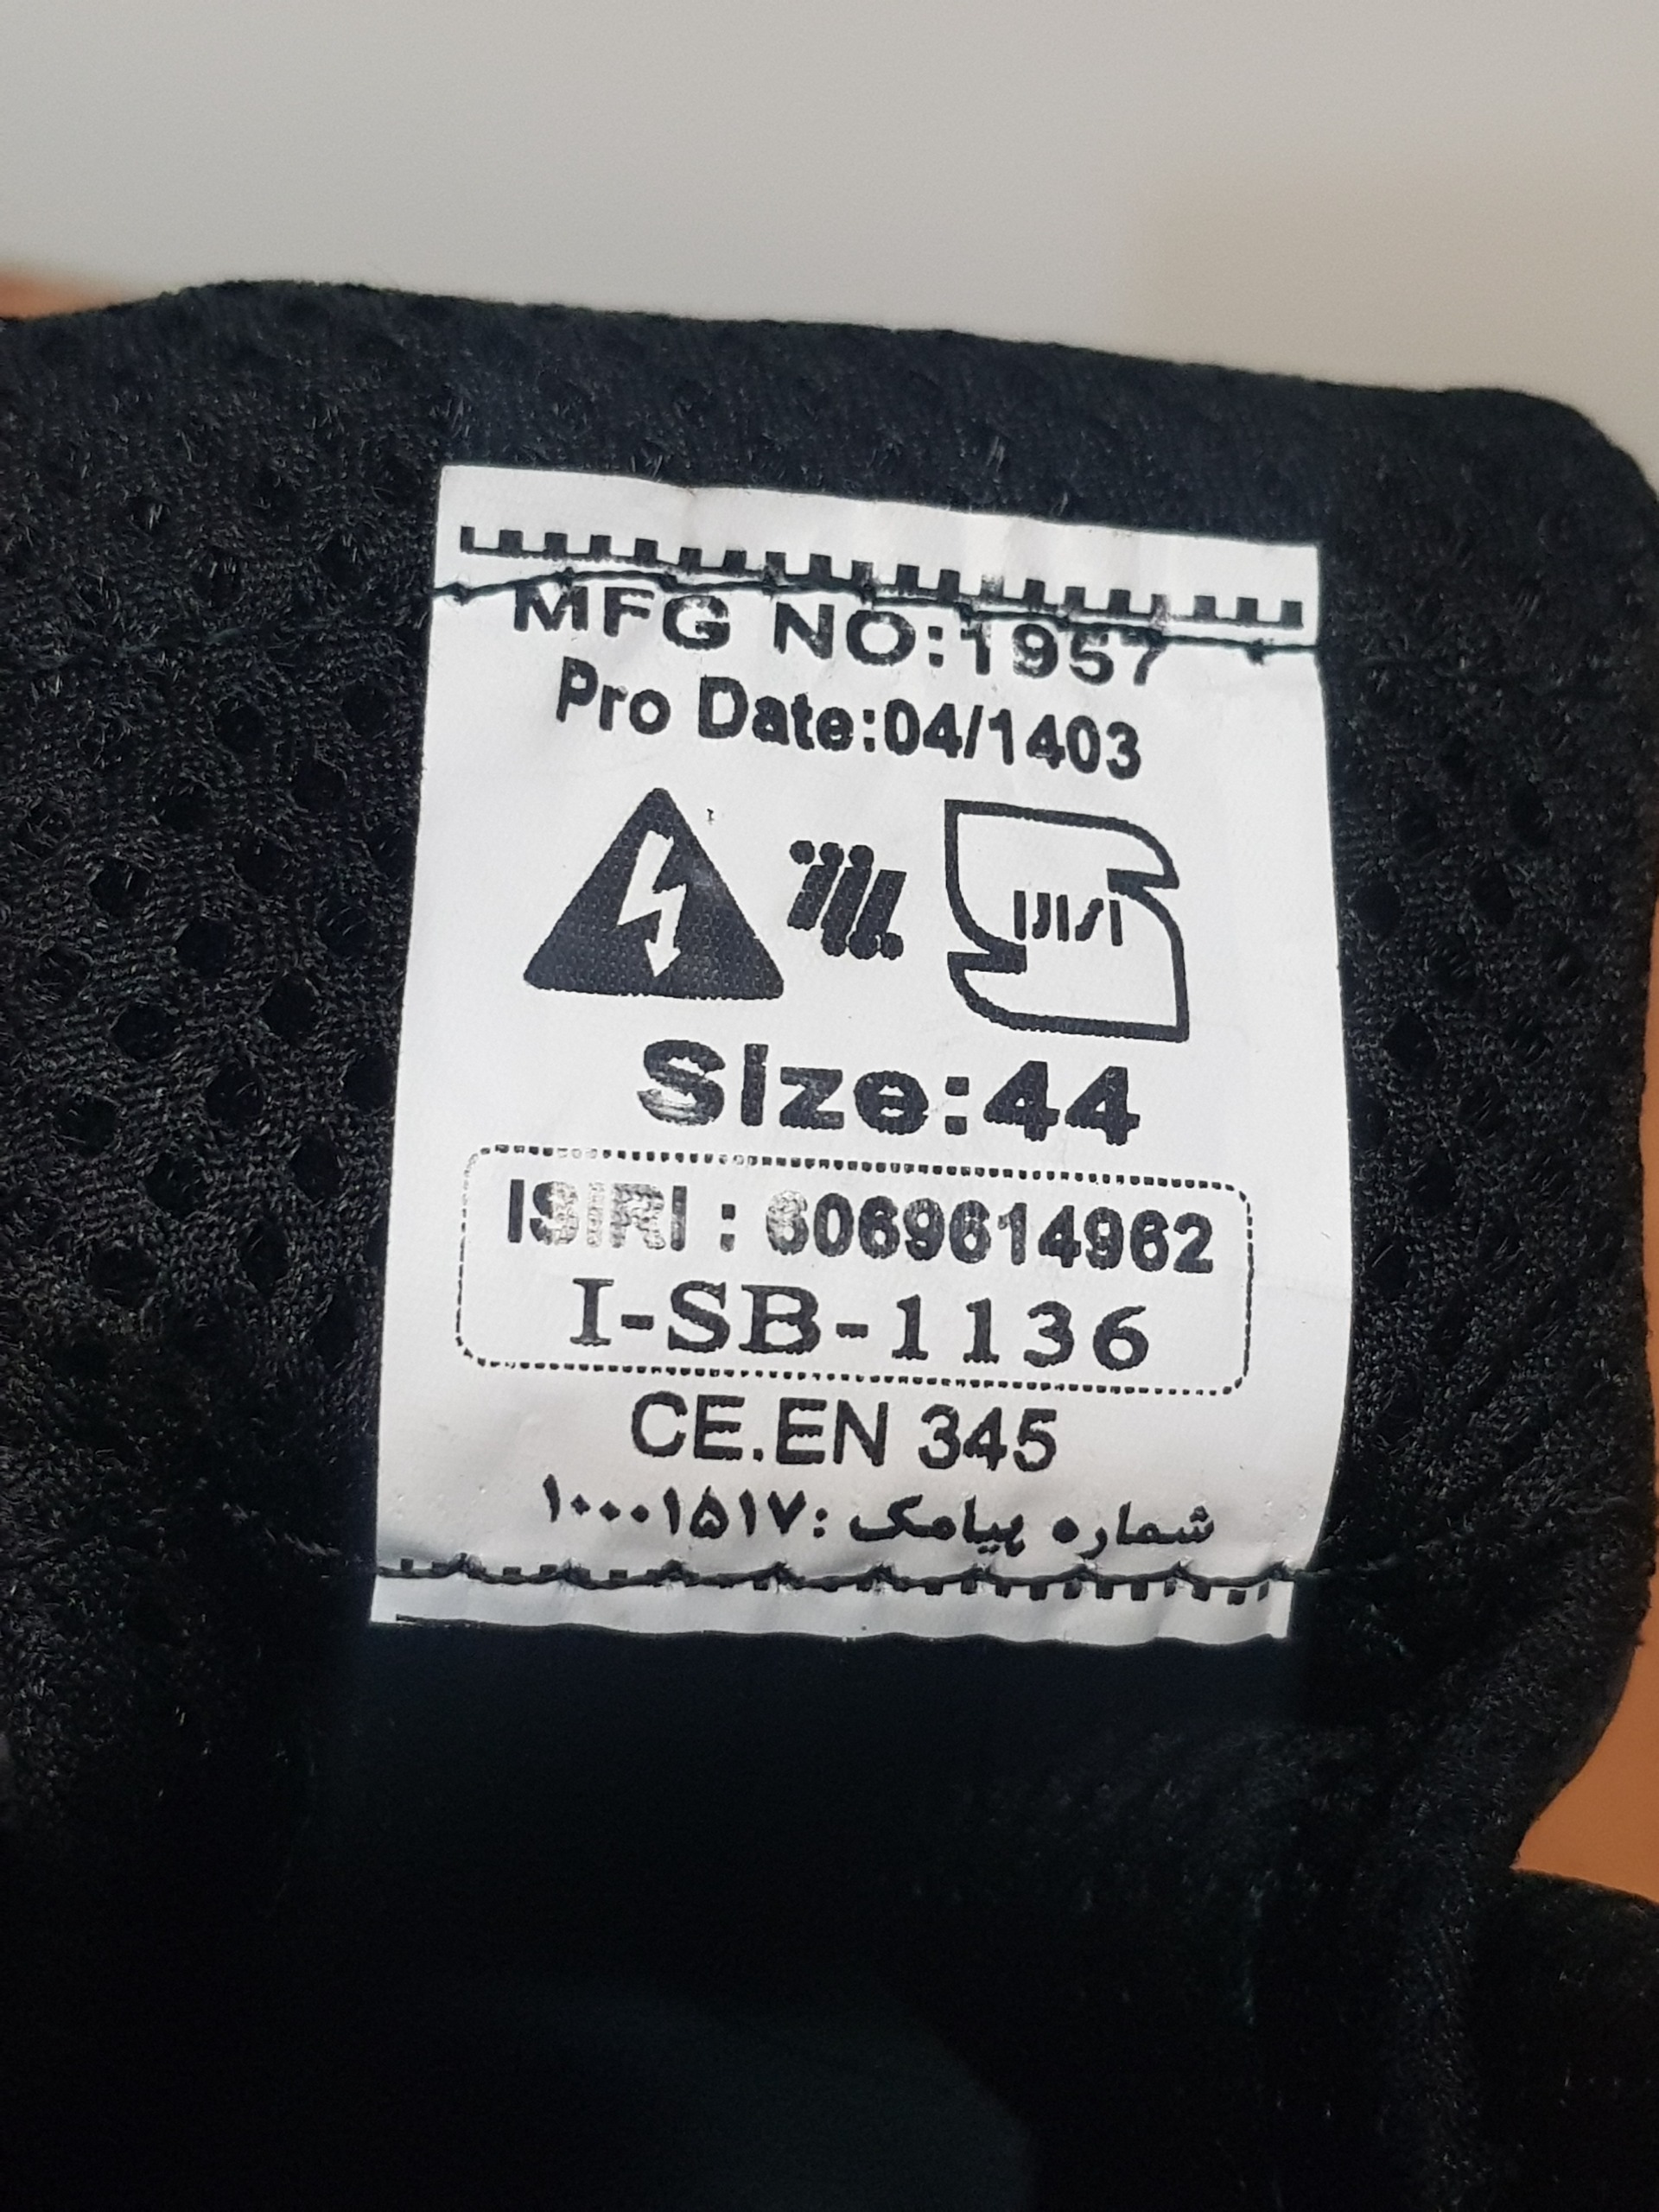 MFG NO:1957
Pro Date:04/1403
Size:44
ISIRI : 6069614962
I-SB-1136
CE.EN 345
شماره پیامک :۱۰۰۰۱۵۱۷